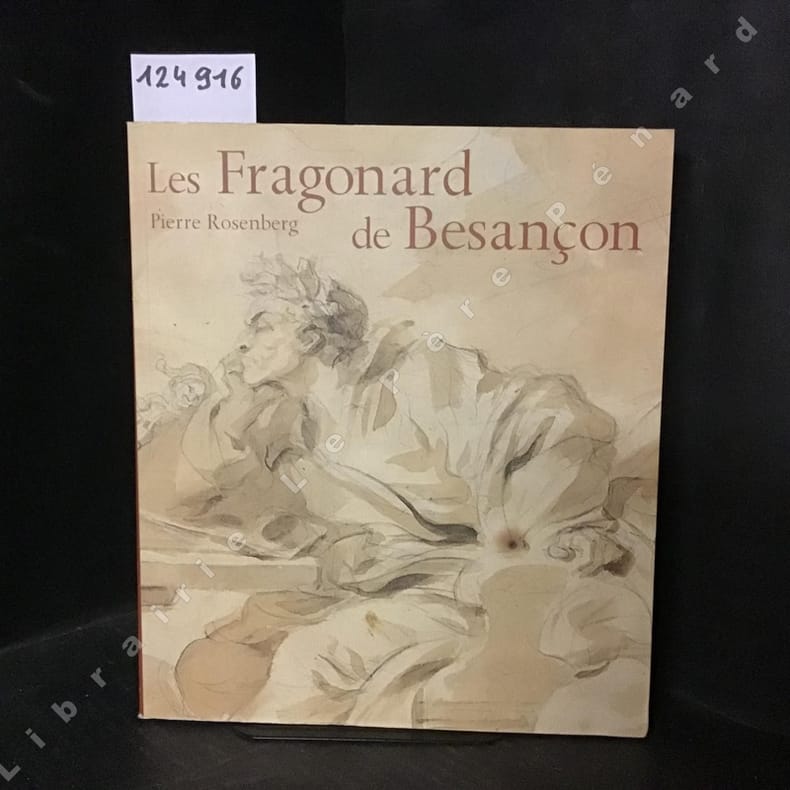 124916
Les Fragonard
Pierre Rosenberg
de Besançon
Librairie Le Père Pénard